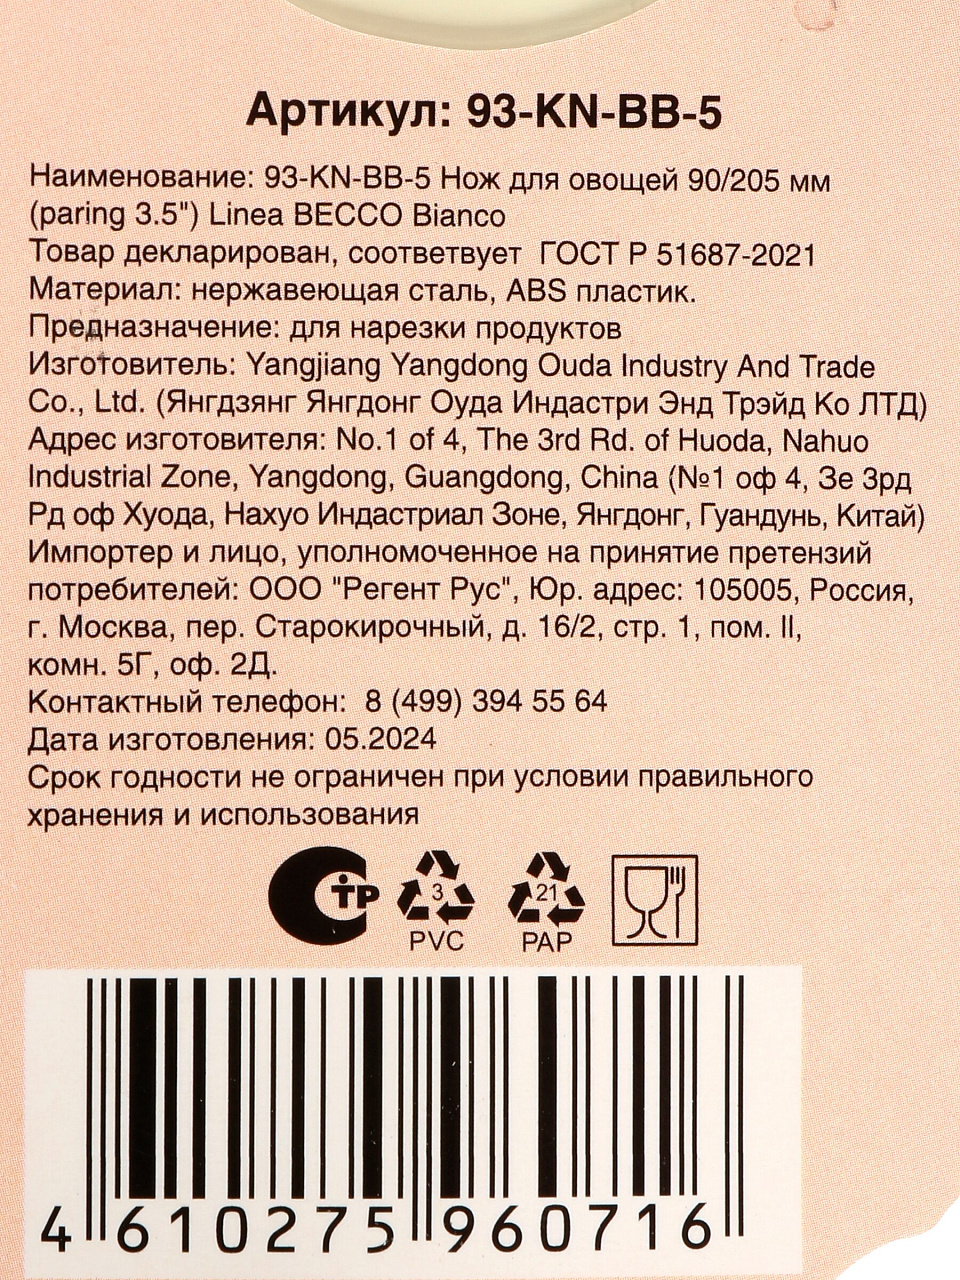 Артикул: 93-KN-BB-5
Наименование: 93-KN-BB-5 Нож для овощей 90/205 мм
(paring 3.5") Linea BECCO Bianco
Товар декларирован, соответвует ГОСТ Р 51687-2021
Материал: нержавеющая сталь, ABS пластик.
Предназначение: для нарезки продуктов
Изготовитель: Yangjiang Yangdong Ouda Industry And Trade
Co., Ltd. (Янгдзянг Янгдонг Оуда Индастри Энд Трэйд Ко ЛТД)
Адрес изготовителя: No.1 of 4, The 3rd Rd. of Huoda, Nahuo
Industrial Zone, Yangdong, Guangdong, China (№1 оф 4, Зе 3рд
Рд оф Хуода, Нахуо Индастриал Зоне, Янгдонг, Гуандунь, Китай)
Импортер и лицо, уполномоченное на принятие претензий
потребителей: ООО "Регент Рус", Юр. адрес: 105005, Россия,
г. Москва, пер. Старокирочный, д. 16/2, стр. 1, пом. II,
комн. 5Г, оф. 2Д.
Контактный телефон: 8 (499) 394 55 64
Дата изготовления: 05.2024
Срок годности не ограничен при условии правильного
хранения и использования
ТР 3 21
PVC PAP
4 610275 960716